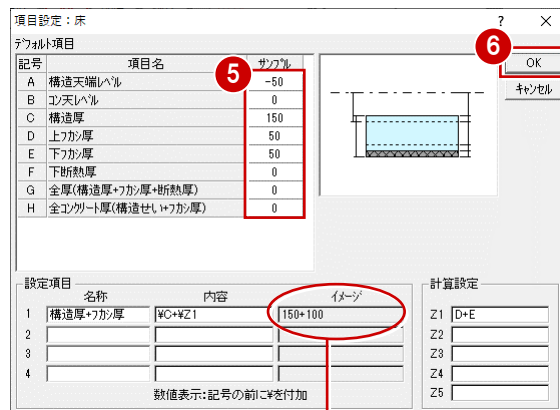 項目設定：床 ? ×
ﾃﾞﾌｫﾙﾄ項目
記号 項目名 ｻﾝﾌﾟﾙ
A 構造天端ﾚﾍﾞﾙ -50
B ｺﾝ天ﾚﾍﾞﾙ 0
C 構造厚 150
D 上ﾌｶｼ厚 50
E 下ﾌｶｼ厚 50
F 下断熱厚 0
G 全厚(構造厚+ﾌｶｼ厚+断熱厚) 0
H 全ｺﾝｸﾘｰﾄ厚(構造せい+ﾌｶｼ厚) 0
5
6
OK
ｷｬﾝｾﾙ
設定項目
名称 内容 ｲﾒｰｼﾞ
1 構造厚+ﾌｶｼ厚 ¥C+¥Z1 150+100
2
3
4
数値表示:記号の前に¥を付加
計算設定
Z1 D+E
Z2
Z3
Z4
Z5